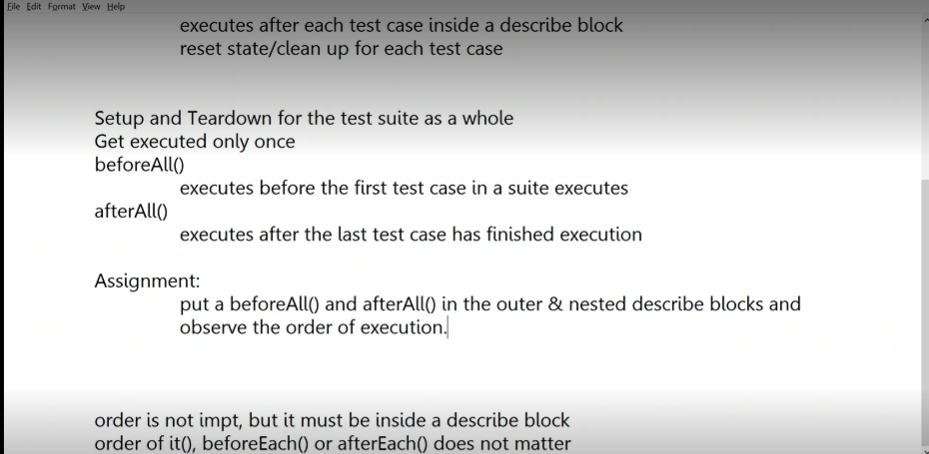 File Edit Format View Help
executes after each test case inside a describe block
reset state/clean up for each test case
Setup and Teardown for the test suite as a whole
Get executed only once
beforeAll()
executes before the first test case in a suite executes
afterAll()
executes after the last test case has finished execution
Assignment:
put a beforeAll() and afterAll() in the outer & nested describe blocks and
observe the order of execution.
order is not impt, but it must be inside a describe block
order of it(), beforeEach() or afterEach() does not matter